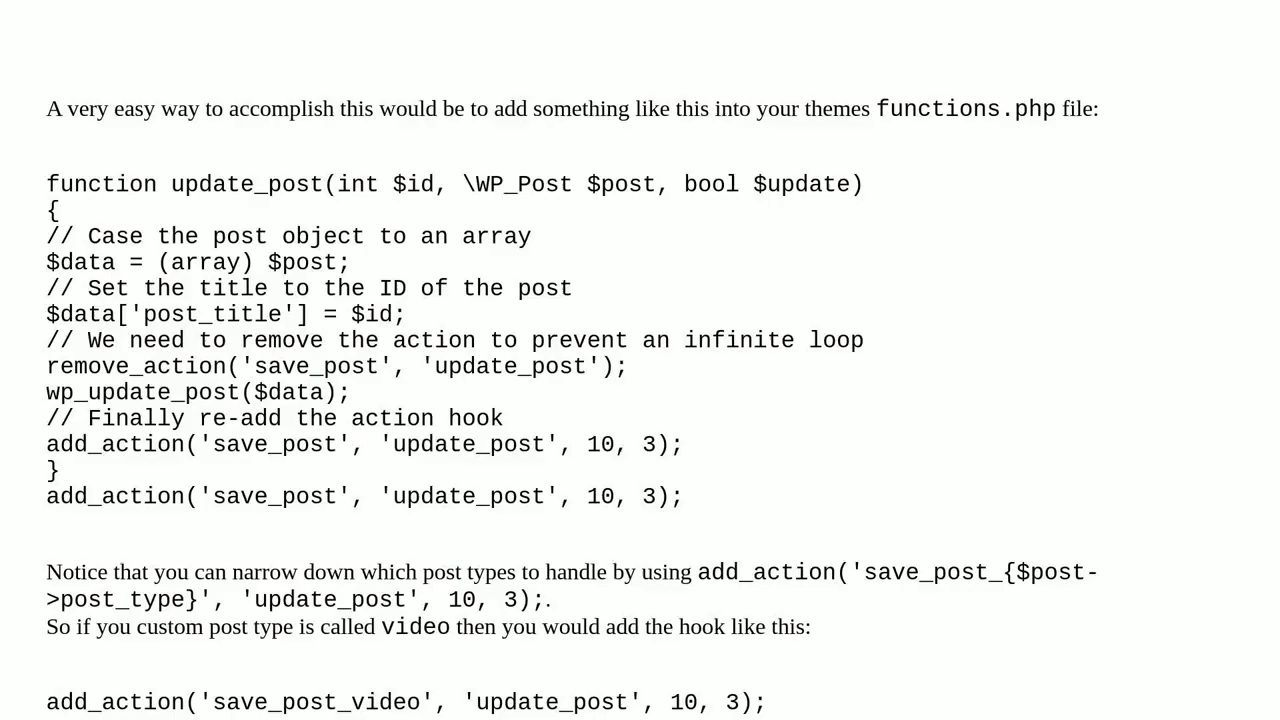 A very easy way to accomplish this would be to add something like this into your themes functions.php file:
function update_post(int $id, \WP_Post $post, bool $update)
{
// Case the post object to an array
$data = (array) $post;
// Set the title to the ID of the post
$data['post_title'] = $id;
// We need to remove the action to prevent an infinite loop
remove_action('save_post', 'update_post');
wp_update_post($data);
// Finally re-add the action hook
add_action('save_post', 'update_post', 10, 3);
}
add_action('save_post', 'update_post', 10, 3);
Notice that you can narrow down which post types to handle by using add_action('save_post_{$post-
>post_type}', 'update_post', 10, 3);.
So if you custom post type is called video then you would add the hook like this:
add_action('save_post_video', 'update_post', 10, 3);